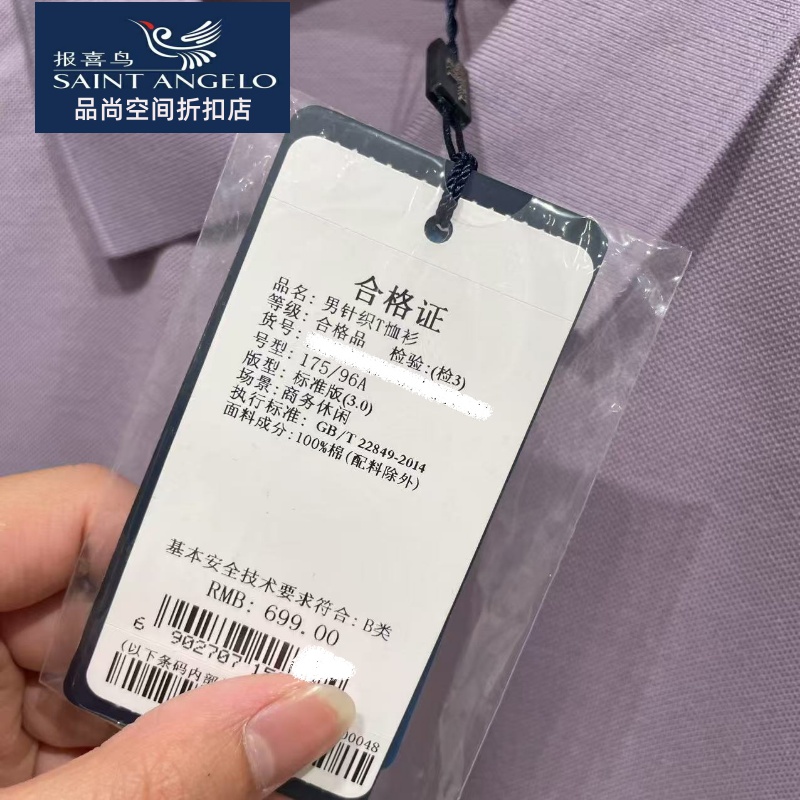 报喜鸟
SAINT ANGELO
品尚空间折扣店
合格证
品名: 男针织T恤衫
等级: 合格品 检验:(检3)
货号:
号型: 175/96A
版型: 标准版(3.0)
场景: 商务休闲
执行标准: GB/T 22849-2014
面料成分:100%棉(配料除外)
基本安全技术要求符合: B类
RMB: 699.00
6 902707 15
(以下条码内部
00048